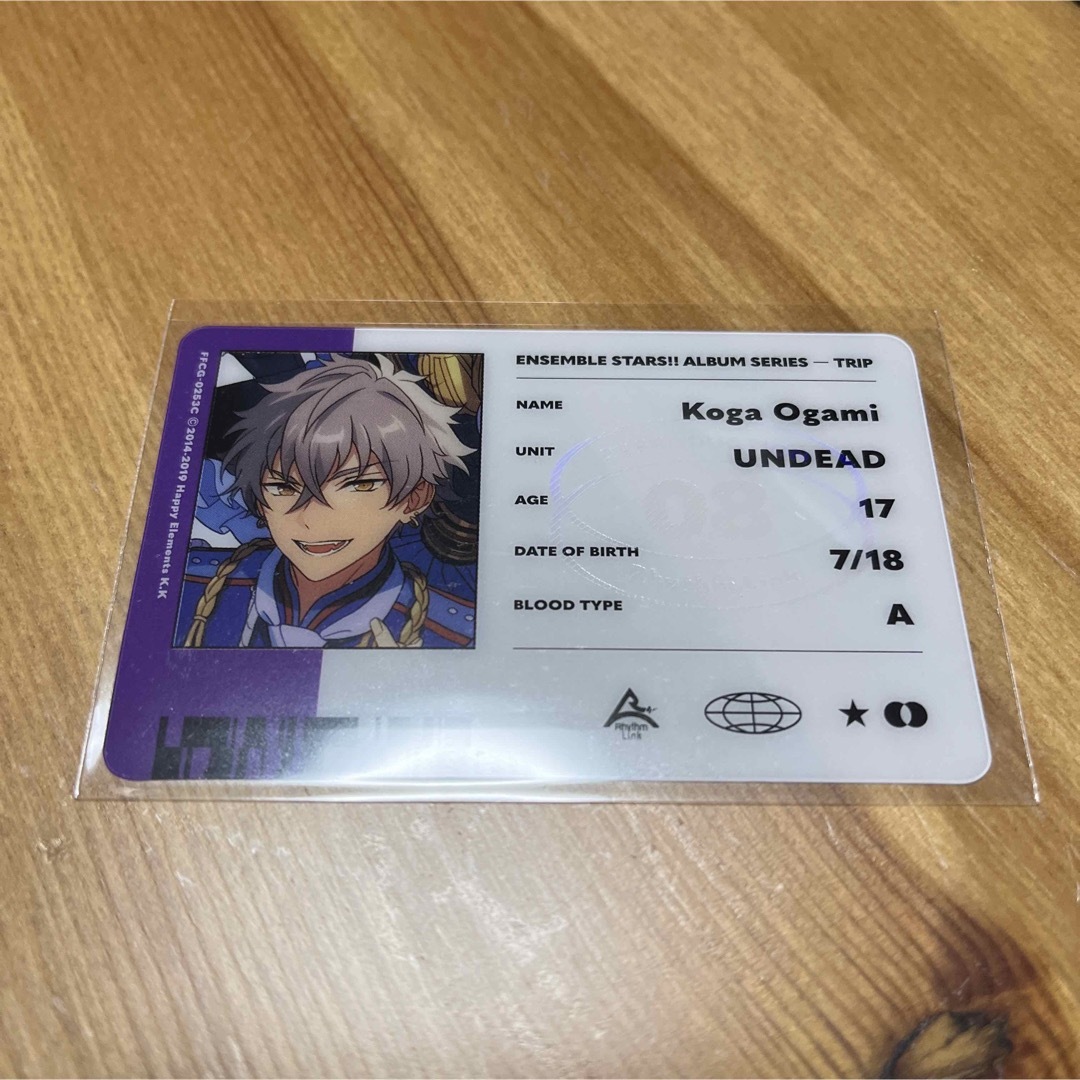 ENSEMBLE STARS!! ALBUM SERIES — TRIP
NAME Koga Ogami
UNIT UNDEAD
AGE 17
DATE OF BIRTH 7/18
BLOOD TYPE A
Rhythm
Link
FFCG-0253C ©2014-2019 Happy Elements K.K